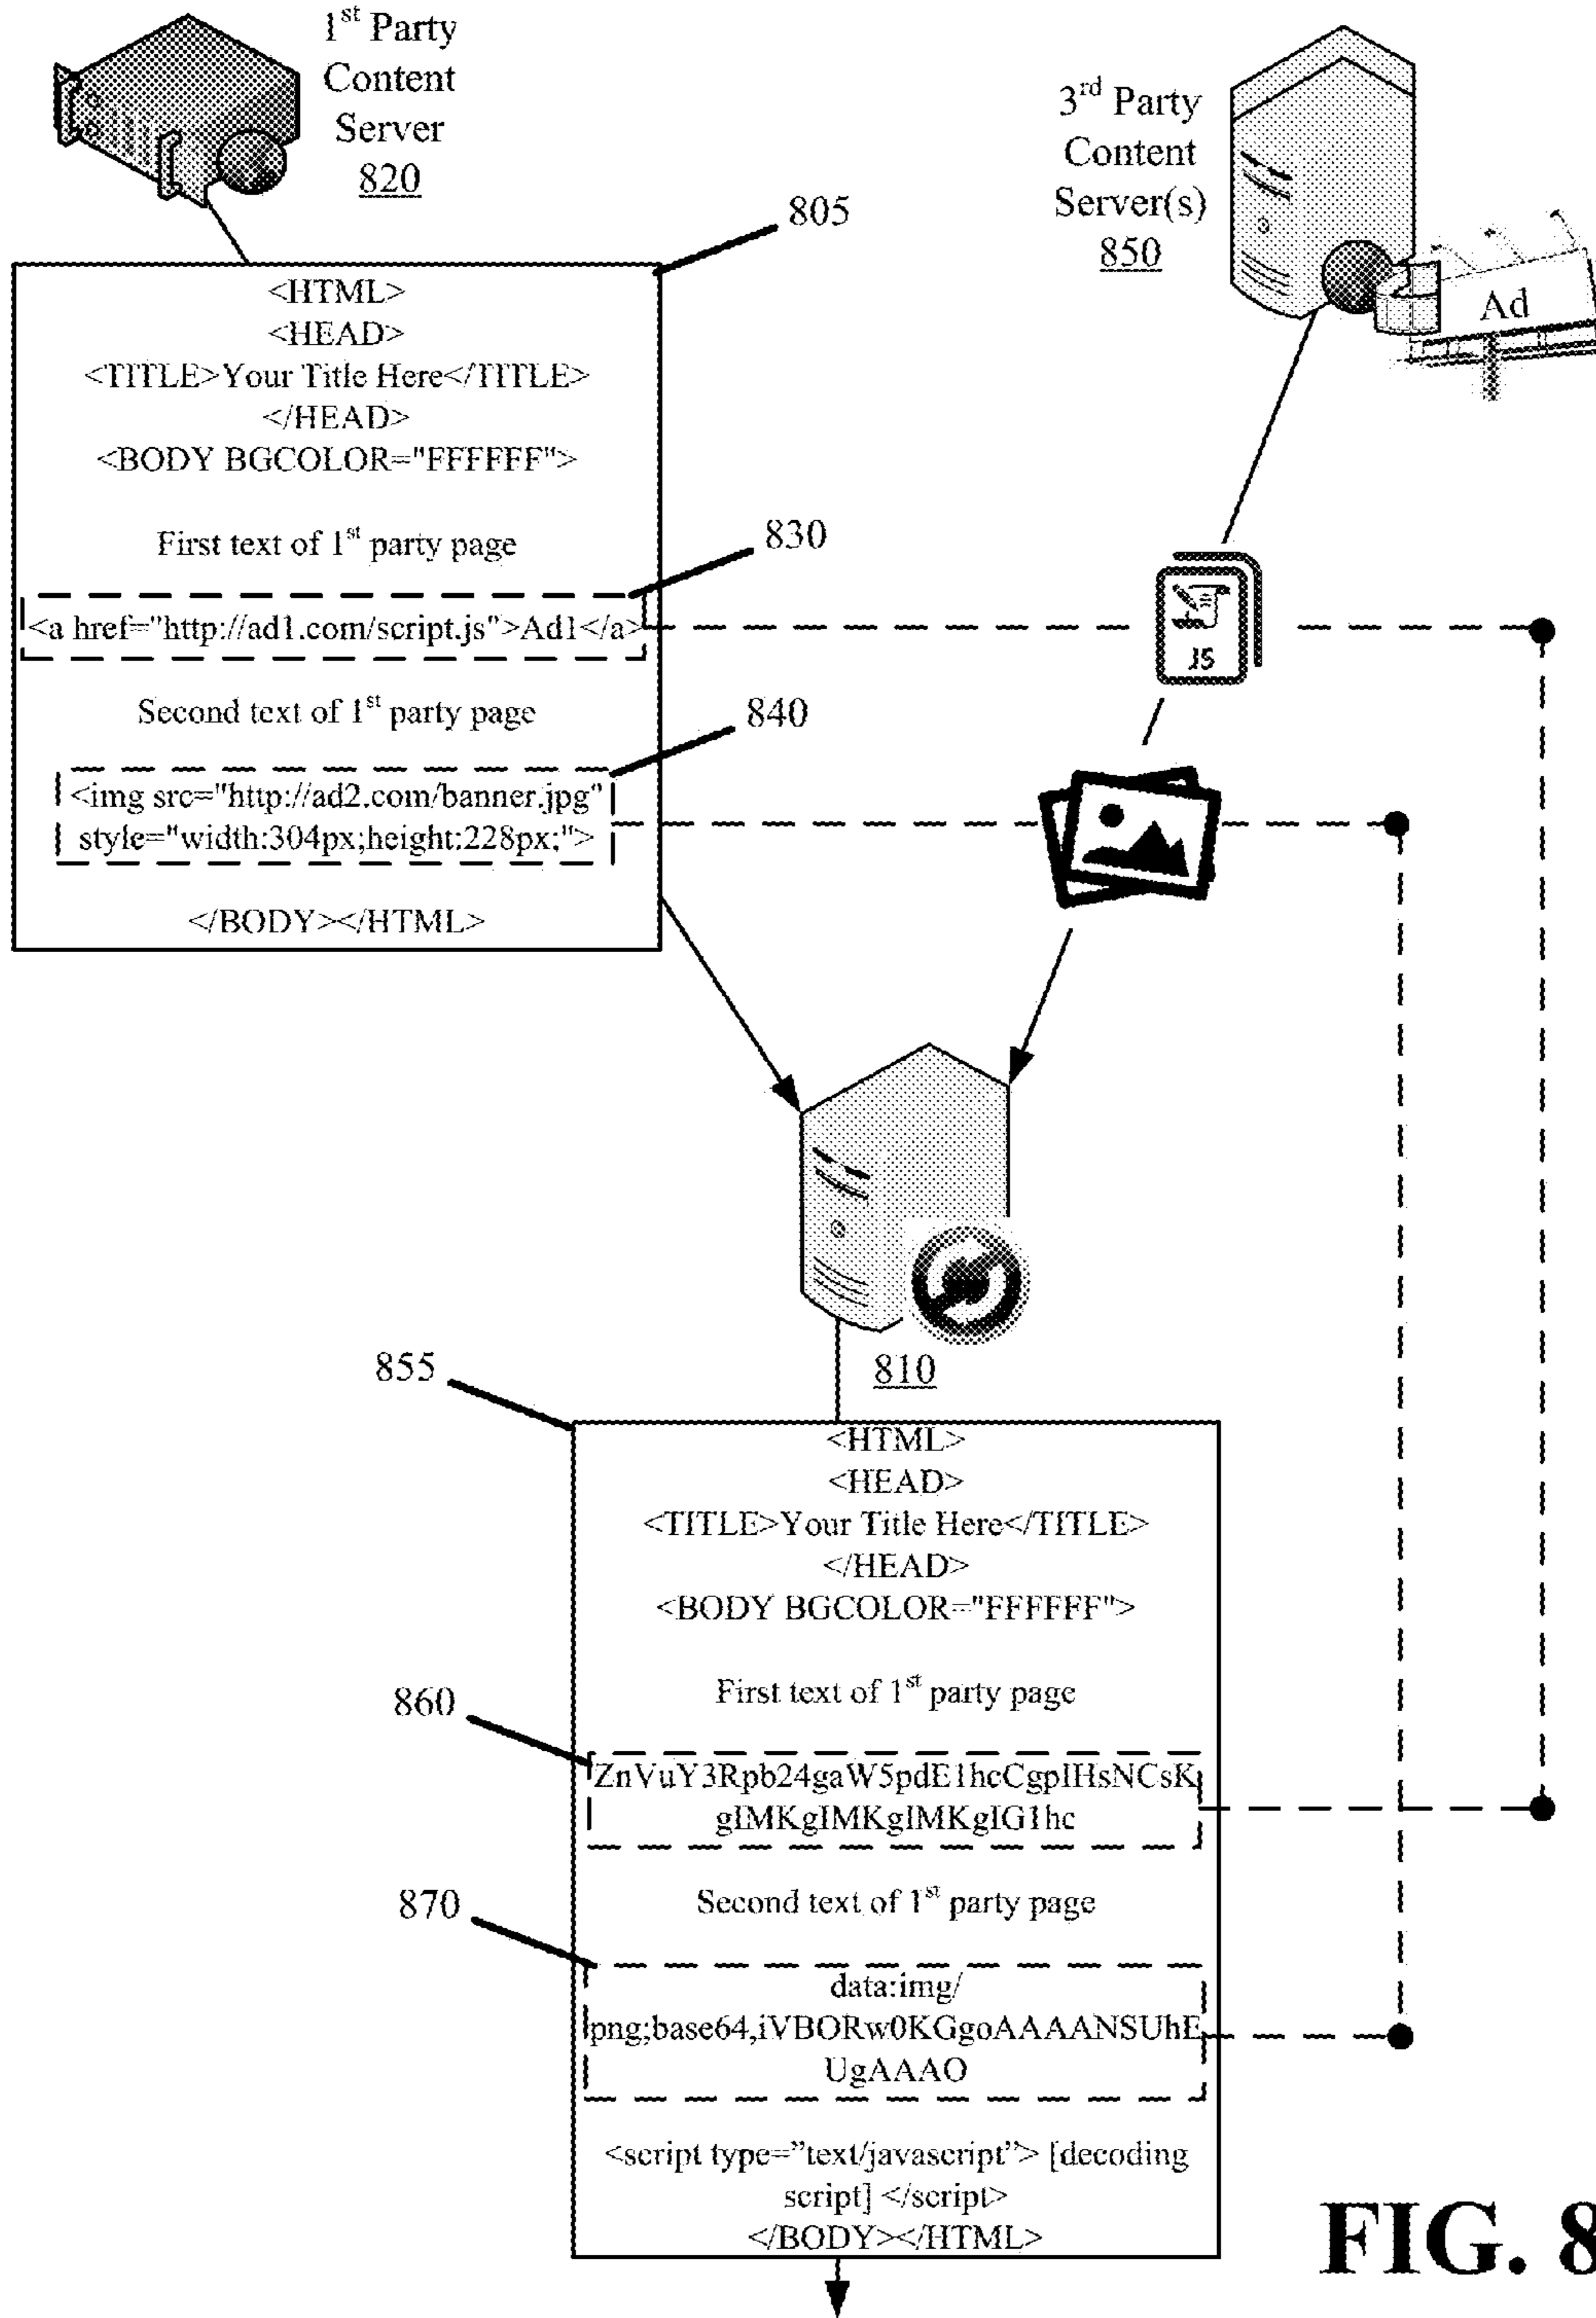 1st Party
Content
Server
820
3rd Party
Content
Server(s)
850
Ad
805
<HTML>
<HEAD>
<TITLE>Your Title Here</TITLE>
</HEAD>
<BODY BGCOLOR="FFFFFF">
First text of 1st party page
830
<a href="http://ad1.com/script.js">Ad1</a>
JS
Second text of 1st party page
840
<img src="http://ad2.com/banner.jpg"
style="width:304px;height:228px;">
</BODY></HTML>
810
855
<HTML>
<HEAD>
<TITLE>Your Title Here</TITLE>
</HEAD>
<BODY BGCOLOR="FFFFFF">
First text of 1st party page
860
ZnVuY3Rpb24gaW5pdE1hcCgpIHsNCsK
gIMKgIMKgIMKgIG1hc
Second text of 1st party page
870
data:img/
png;base64,iVBORw0KGgoAAAANSUhE
UgAAAO
<script type="text/javascript"> [decoding
script] </script>
</BODY></HTML>
FIG. 8